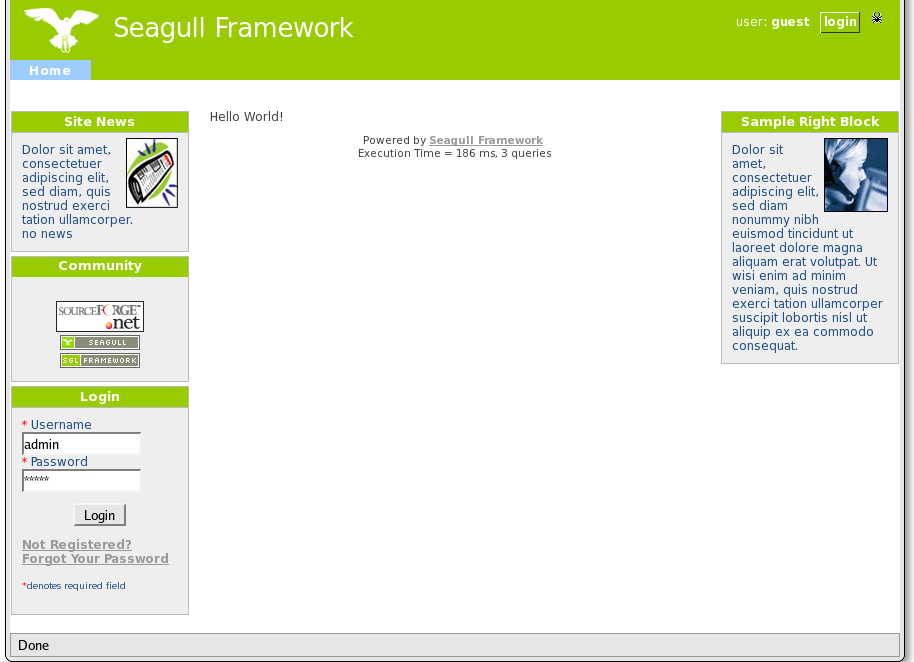 Seagull Framework
user: guest login
Home
Site News
Dolor sit amet,
consectetuer
adipiscing elit,
sed diam, quis
nostrud exerci
tation ullamcorper.
no news
Community
SOURCEFORGE™
.net
SEAGULL
SGL FRAMEWORK
Login
* Username
admin
* Password
*****
Login
Not Registered?
Forgot Your Password
*denotes required field
Hello World!
Powered by Seagull Framework
Execution Time = 186 ms, 3 queries
Sample Right Block
Dolor sit
amet,
consectetuer
adipiscing elit,
sed diam
nonummy nibh
euismod tincidunt ut
laoreet dolore magna
aliquam erat volutpat. Ut
wisi enim ad minim
veniam, quis nostrud
exerci tation ullamcorper
suscipit lobortis nisl ut
aliquip ex ea commodo
consequat.
Done